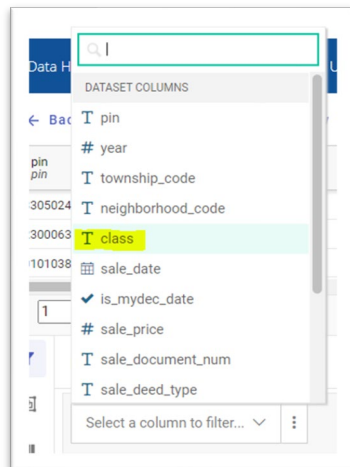 Data H
U
← Bac
DATASET COLUMNS
T pin
# year
T township_code
T neighborhood_code
T class
sale_date
is_mydec_date
# sale_price
T sale_document_num
T sale_deed_type
pin
pin
305024
300063
101038
1
Select a column to filter...